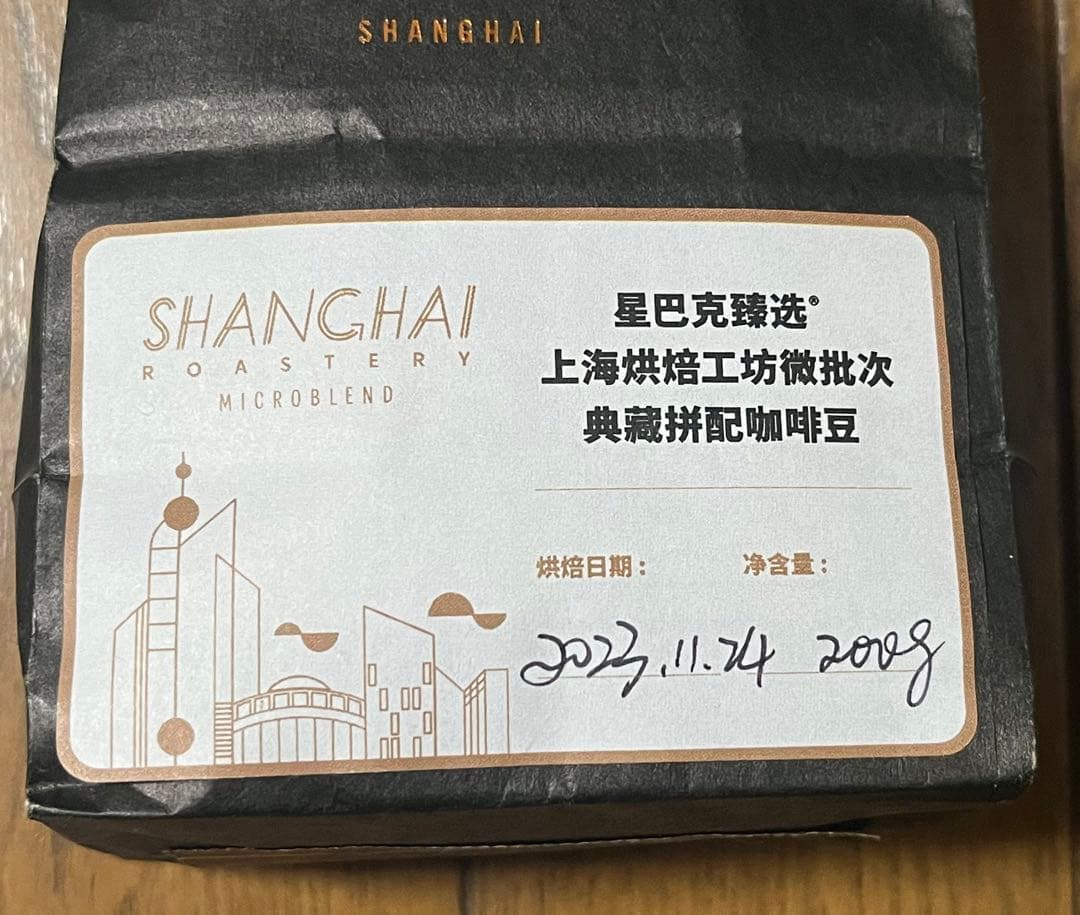 SHANGHAI
SHANGHAI
ROASTERY
MICROBLEND
星巴克臻选®
上海烘焙工坊微批次
典藏拼配咖啡豆
烘焙日期： 净含量：
2023.11.24 200g